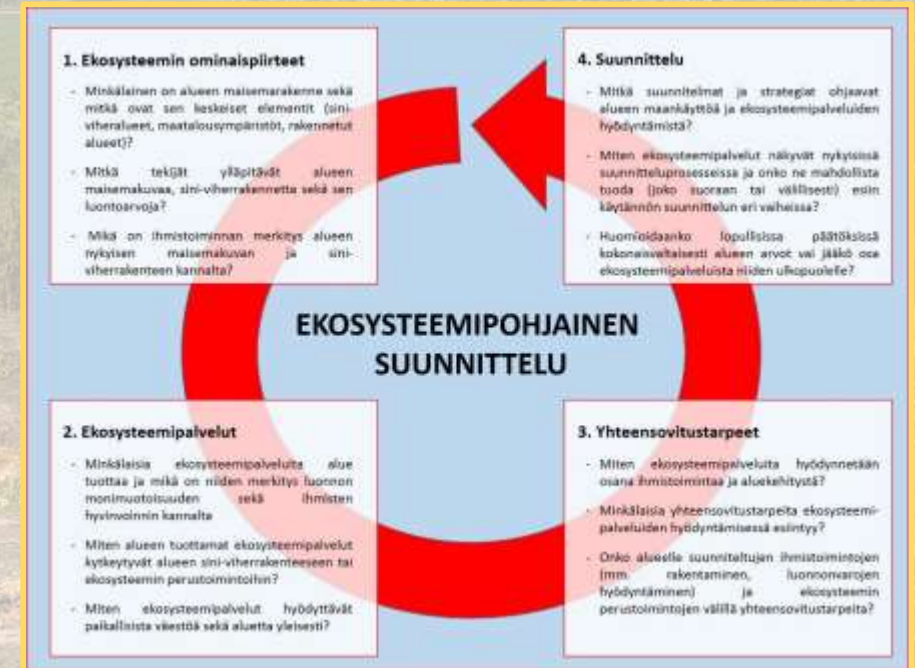 1. Ekosysteemin ominaispiirteet
- Minkälainen on alueen maisemarakenne sekä
mitkä ovat sen keskeiset elementit (sini-
viheralueet, maatalousympäristöt, rakennetut
alueet)?
- Mitkä tekijät ylläpitävät alueen
maisemakuvaa, sini-viherrakennetta sekä sen
luontoarvoja?
- Mikä on ihmistoiminnan merkitys alueen
nykyisen maisemakuvan ja sini-
viherrakenteen kannalta?
EKOSYSTEEMIPOHJAINEN
SUUNNITTELU
2. Ekosysteemipalvelut
- Minkälaisia ekosysteemipalveluita alue
tuottaa ja mikä on niiden merkitys luonnon
monimuotoisuuden sekä ihmisten
hyvinvoinnin kannalta
- Miten alueen tuottamat ekosysteemipalvelut
kytkeytyvät alueen sini-viherrakenteeseen tai
ekosysteemin perustoimintoihin?
- Miten ekosysteemipalvelut hyödyttävät
paikallista väestöä sekä aluetta yleisesti?
3. Yhteensovitustarpeet
- Miten ekosysteemipalveluita hyödynnetään
osana ihmistoimintaa ja aluekehitystä?
- Minkälaisia yhteensovitustarpeita ekosysteemi-
palveluiden hyödyntämisessä esiintyy?
- Onko alueelle suunniteltujen ihmistoimintojen
(mm. rakentaminen, luonnonvarojen
hyödyntäminen) ja ekosysteemin
perustoimintojen välillä yhteensovitustarpeita?
4. Suunnittelu
- Mitkä suunnitelmat ja strategiat ohjaavat
alueen maankäyttöä ja ekosysteemipalveluiden
hyödyntämistä?
- Miten ekosysteemipalvelut näkyvät nykyisissä
suunnitteluprosesseissa ja onko ne mahdollista
tuoda (joko suoraan tai välillisesti) esiin
käytännön suunnittelun eri vaiheissa?
- Huomioidaanko lopullisissa päätöksissä
kokonaisvaltaisesti alueen arvot vai jääkö osa
ekosysteemipalveluista niiden ulkopuolelle?